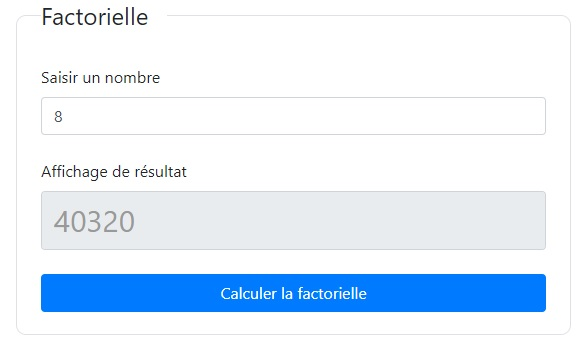 Factorielle
Saisir un nombre
8
Affichage de résultat
40320
Calculer la factorielle